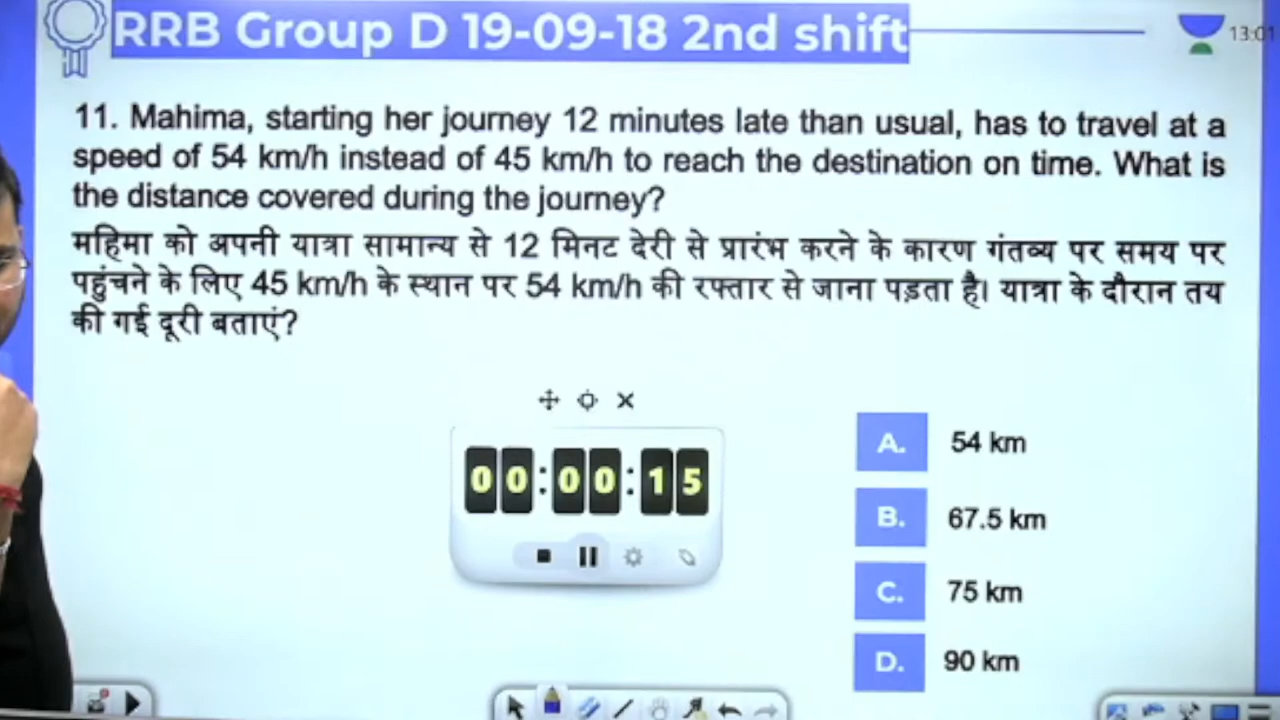 RRB Group D 19-09-18 2nd shift
13:01
11. Mahima, starting her journey 12 minutes late than usual, has to travel at a
speed of 54 km/h instead of 45 km/h to reach the destination on time. What is
the distance covered during the journey?
महिमा को अपनी यात्रा सामान्य से 12 मिनट देरी से प्रारंभ करने के कारण गंतव्य पर समय पर
पहुंचने के लिए 45 km/h के स्थान पर 54 km/h की रफ्तार से जाना पड़ता है। यात्रा के दौरान तय
की गई दूरी बताएं?
00:00:15
A. 54 km
B. 67.5 km
C. 75 km
D. 90 km